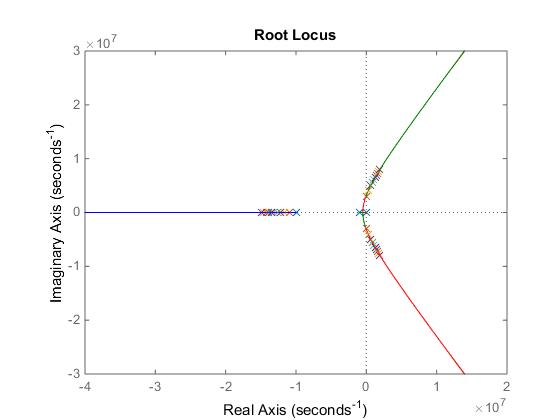 Root Locus
×10^7
3
2
1
0
-1
-2
-3
Imaginary Axis (seconds^-1)
-4 -3 -2 -1 0 1 2
×10^7
Real Axis (seconds^-1)